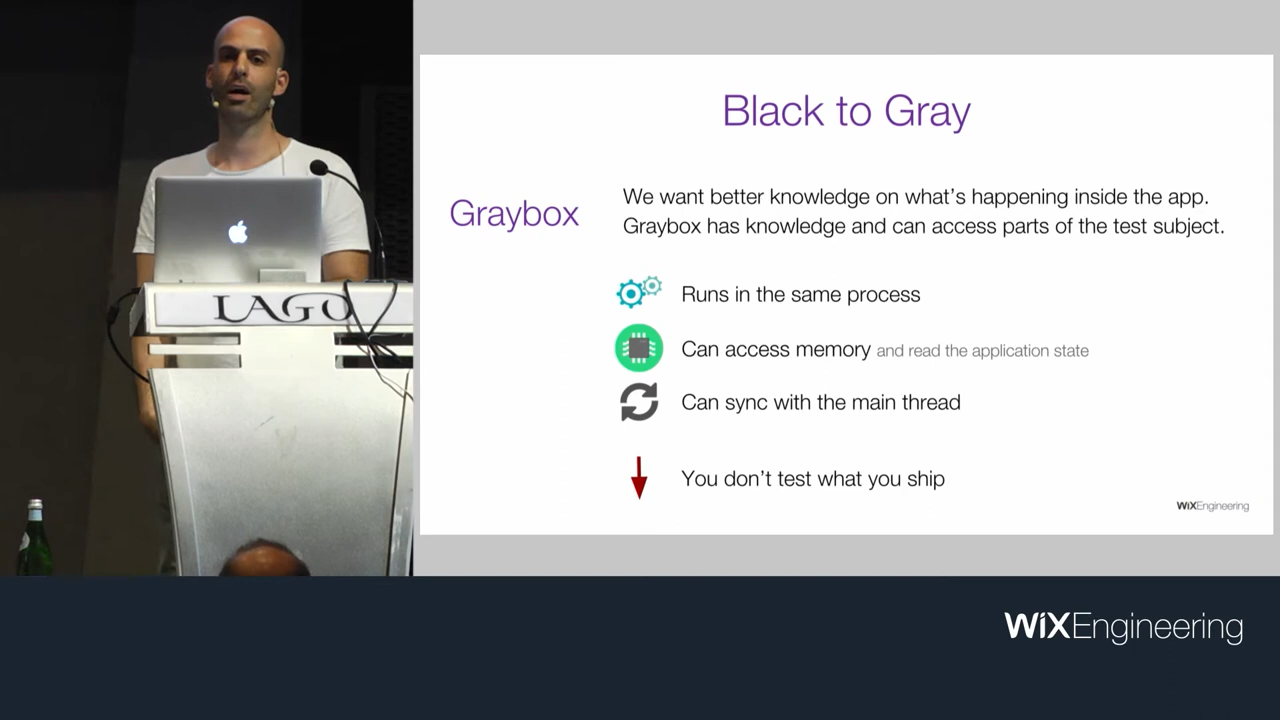 Black to Gray
Graybox
We want better knowledge on what's happening inside the app.
Graybox has knowledge and can access parts of the test subject.
Runs in the same process
Can access memory and read the application state
Can sync with the main thread
You don't test what you ship
WiXEngineering
LAGO
WiXEngineering